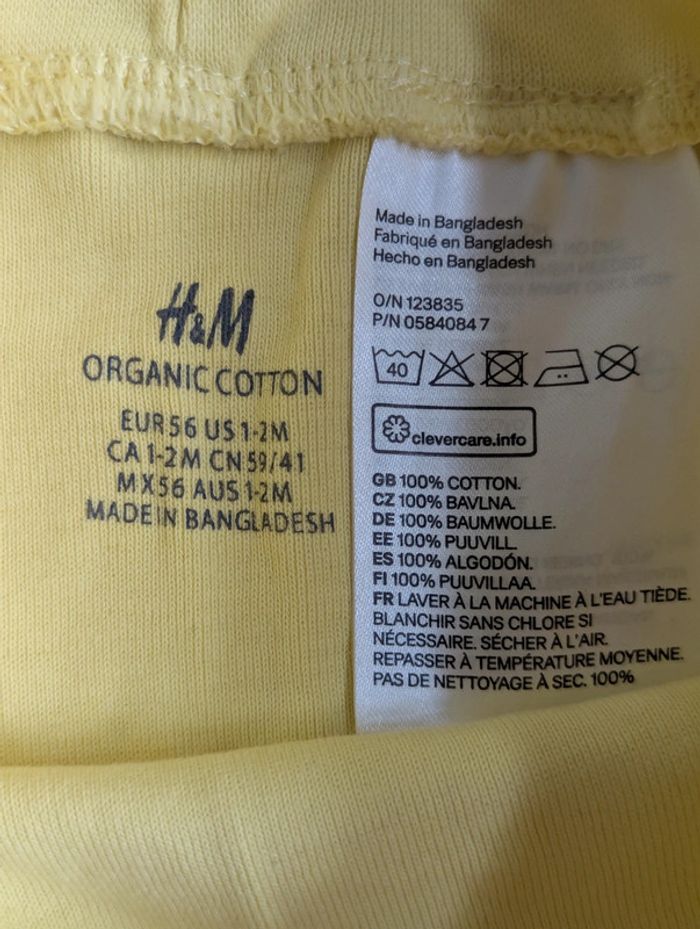 H&M
ORGANIC COTTON
EUR 56 US 1-2M
CA 1-2M CN 59/41
MX56 AUS 1-2M
MADE IN BANGLADESH
Made in Bangladesh
Fabriqué en Bangladesh
Hecho en Bangladesh
O/N 123835
P/N 0584084 7
40
clevercare.info
GB 100% COTTON.
CZ 100% BAVLNA.
DE 100% BAUMWOLLE.
EE 100% PUUVILL.
ES 100% ALGODÓN.
FI 100% PUUVILLAA.
FR LAVER À LA MACHINE À L'EAU TIÈDE.
BLANCHIR SANS CHLORE SI
NÉCESSAIRE. SÉCHER À L'AIR.
REPASSER À TEMPÉRATURE MOYENNE.
PAS DE NETTOYAGE À SEC. 100%